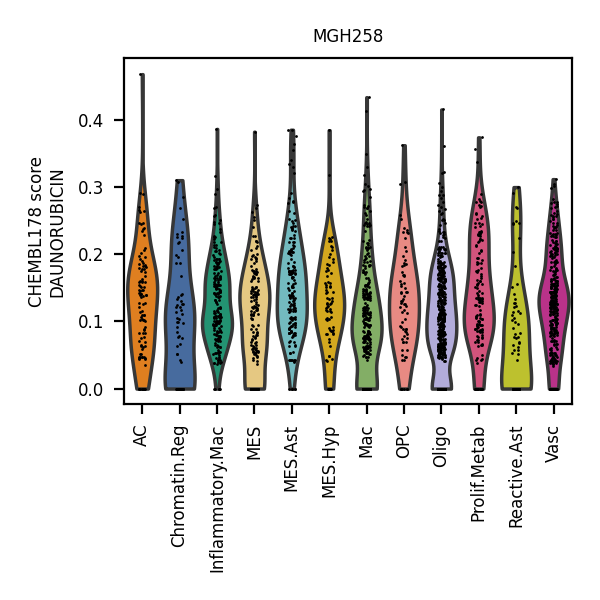 MGH258
CHEMBL178 score
DAUNORUBICIN
0.4
0.3
0.2
0.1
0.0
AC
Chromatin.Reg
Inflammatory.Mac
MES
MES.Ast
MES.Hyp
Mac
OPC
Oligo
Prolif.Metab
Reactive.Ast
Vasc